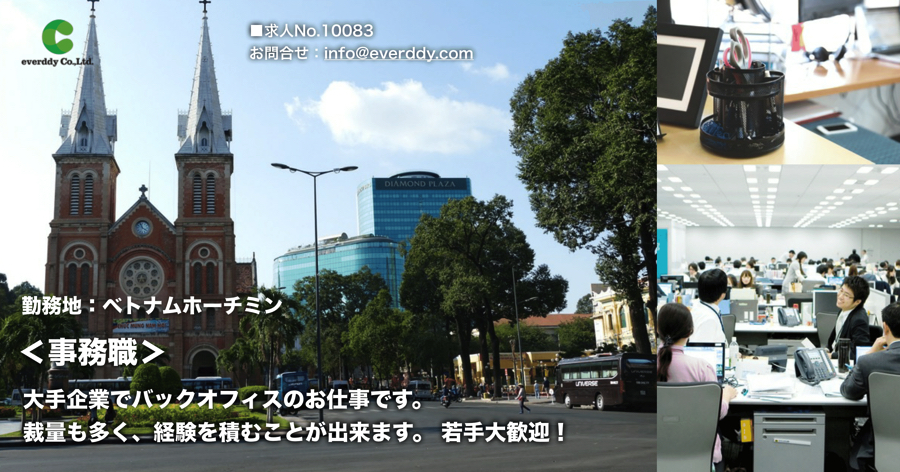 everddy Co.,Ltd.
■求人No.10083
お問合せ：info@everddy.com
DIAMOND PLAZA
UNIVERSE
勤務地：ベトナムホーチミン
＜事務職＞
大手企業でバックオフィスのお仕事です。
裁量も多く、経験を積むことが出来ます。 若手大歓迎！